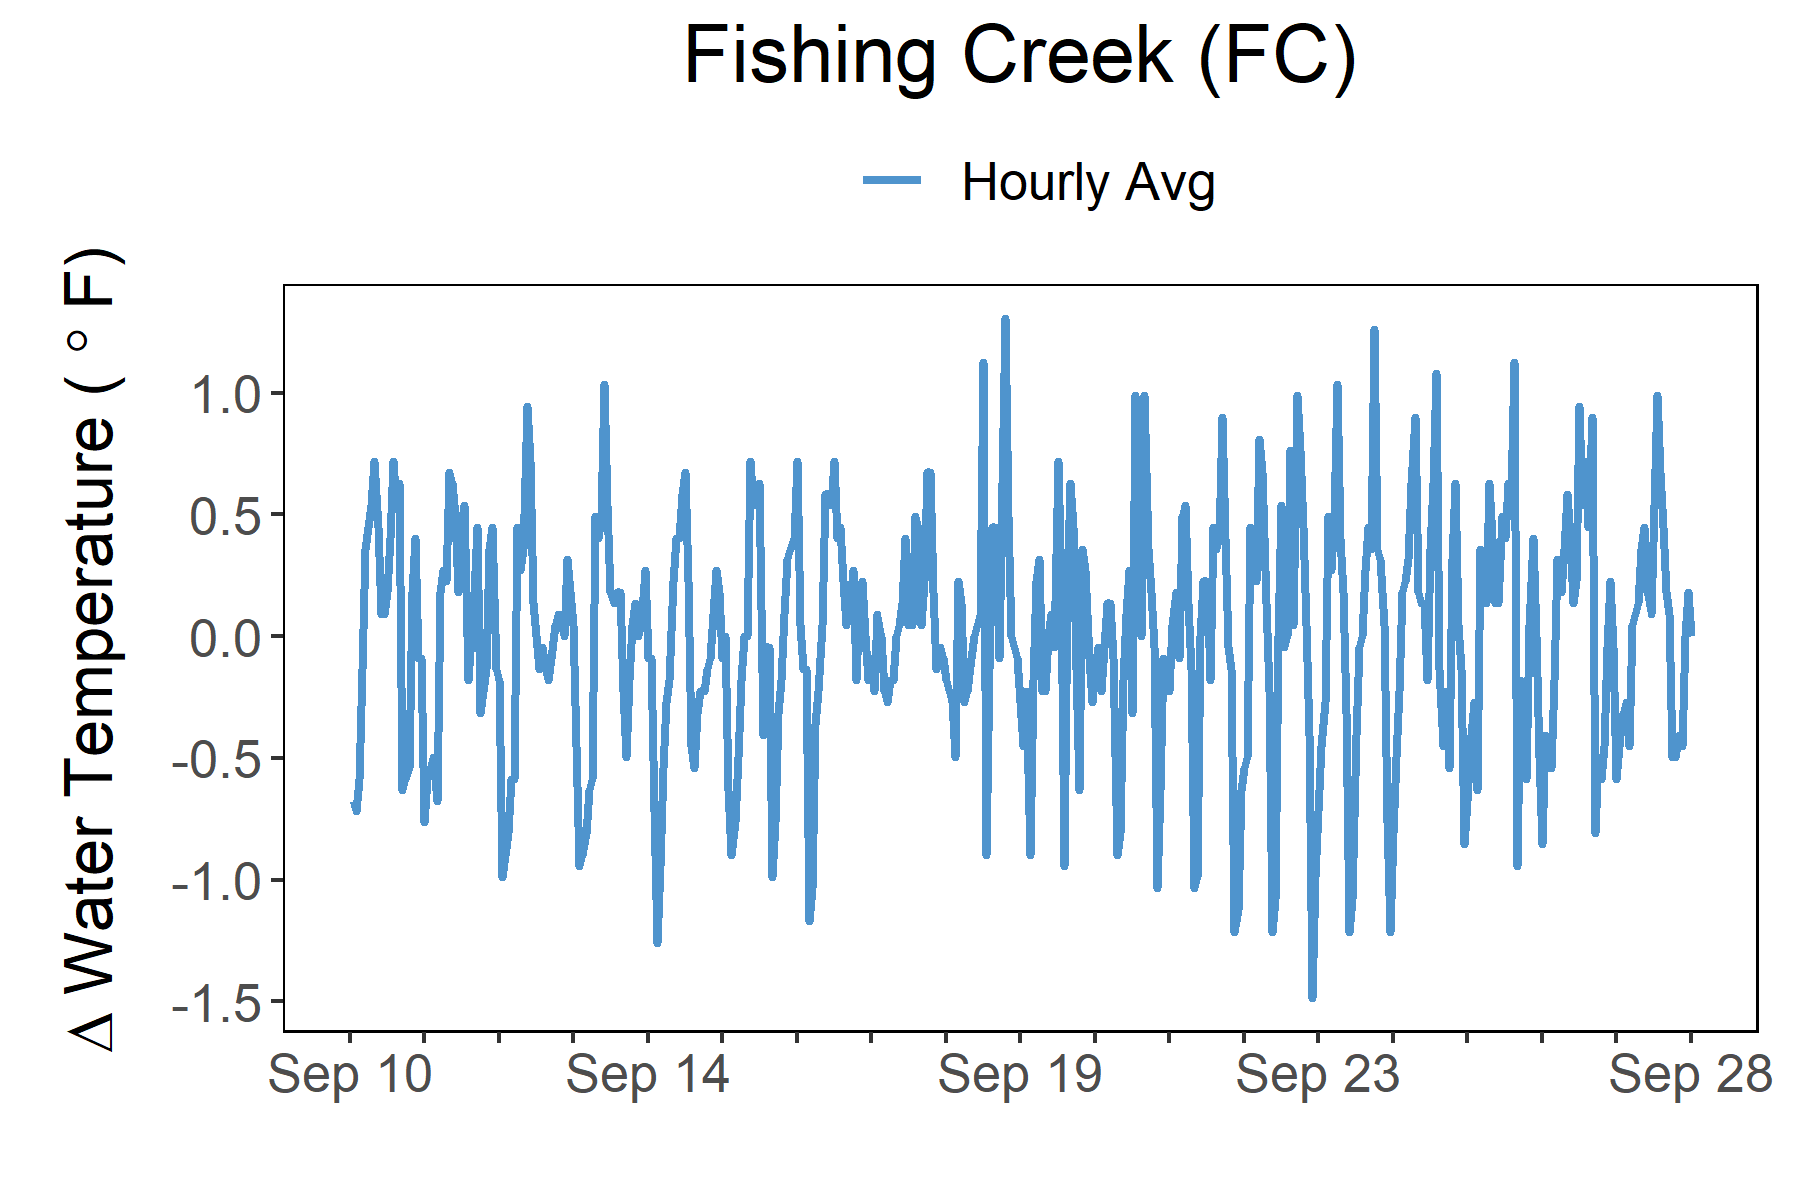 Fishing Creek (FC)
Hourly Avg
Δ Water Temperature ( ° F)
1.0
0.5
0.0
-0.5
-1.0
-1.5
Sep 10 Sep 14 Sep 19 Sep 23 Sep 28